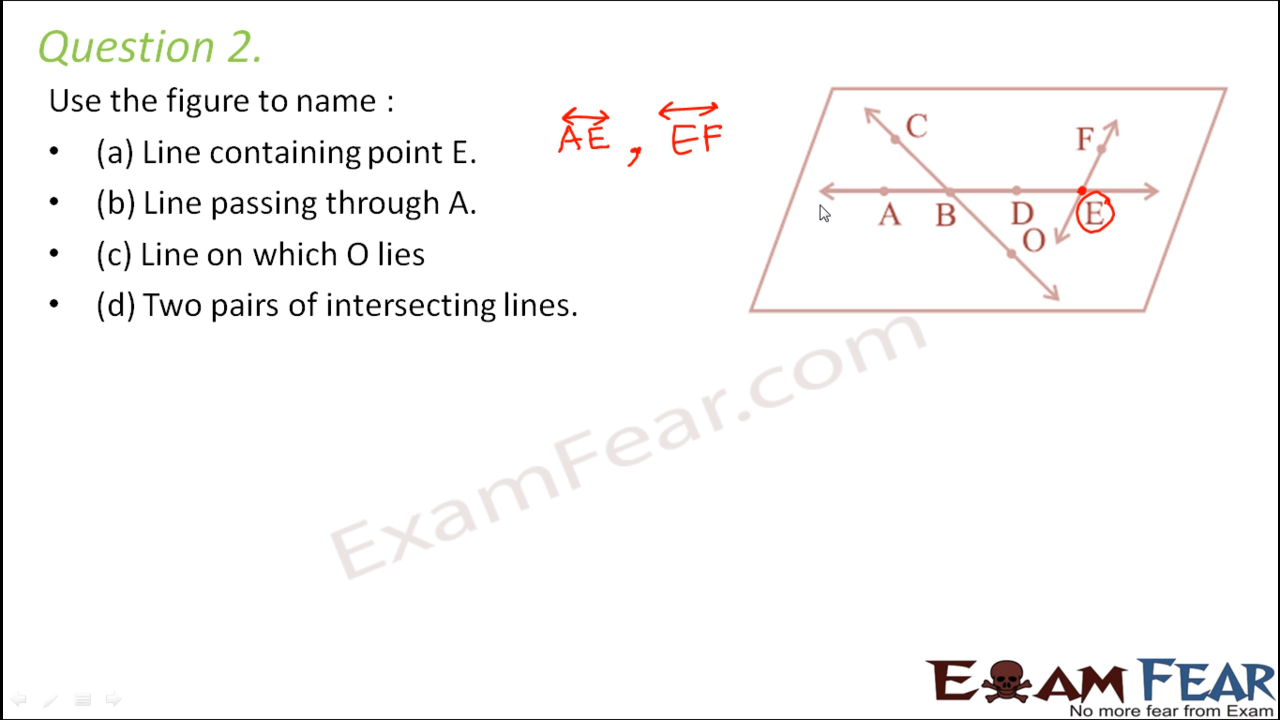 Question 2.
Use the figure to name :
• (a) Line containing point E.
• (b) Line passing through A.
• (c) Line on which O lies
• (d) Two pairs of intersecting lines.
AE , EF
C
F
A B D E
O
ExamFear.com
EXAM FEAR
No more fear from Exam